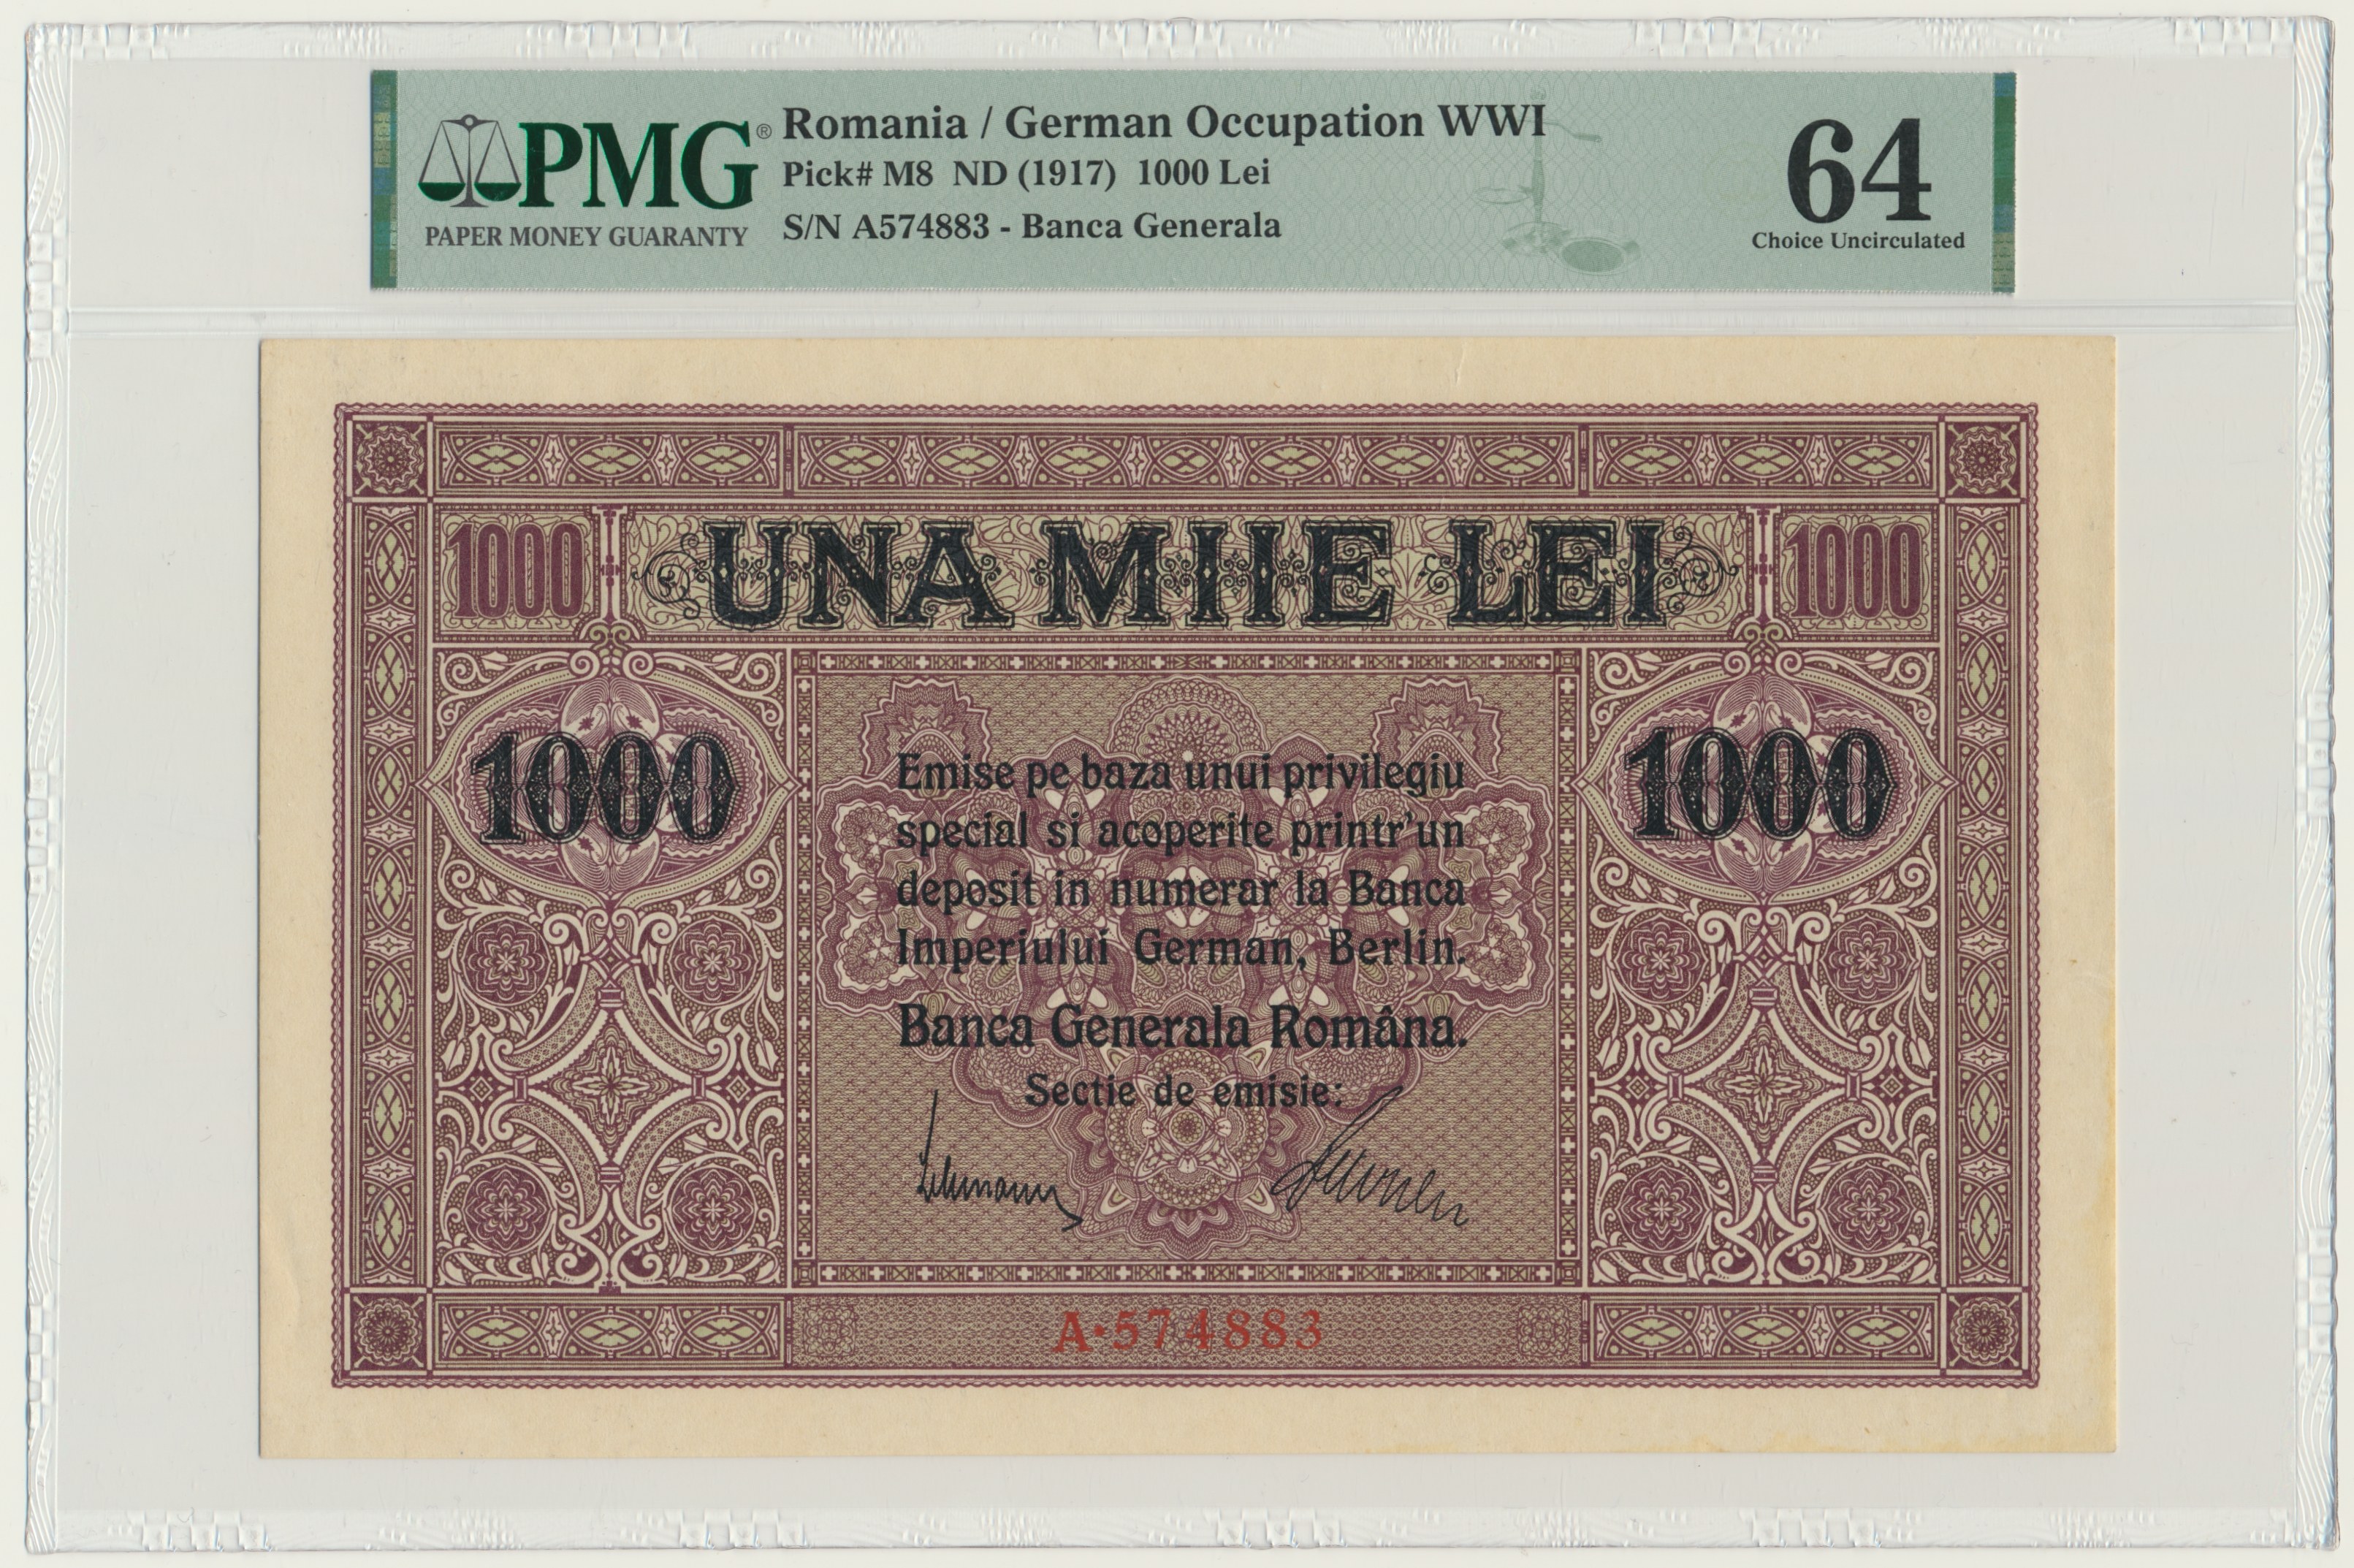 PMG®
PAPER MONEY GUARANTY
Romania / German Occupation WWI
Pick# M8 ND (1917) 1000 Lei
S/N A574883 - Banca Generala
64
Choice Uncirculated
1000 UNA MIIE LEI 1000
1000 1000
Emise pe baza unui privilegiu
special si acoperite printr'un
deposit in numerar la Banca
Imperiului German, Berlin.
Banca Generala Româna.
Sectie de emisie:
A·574883